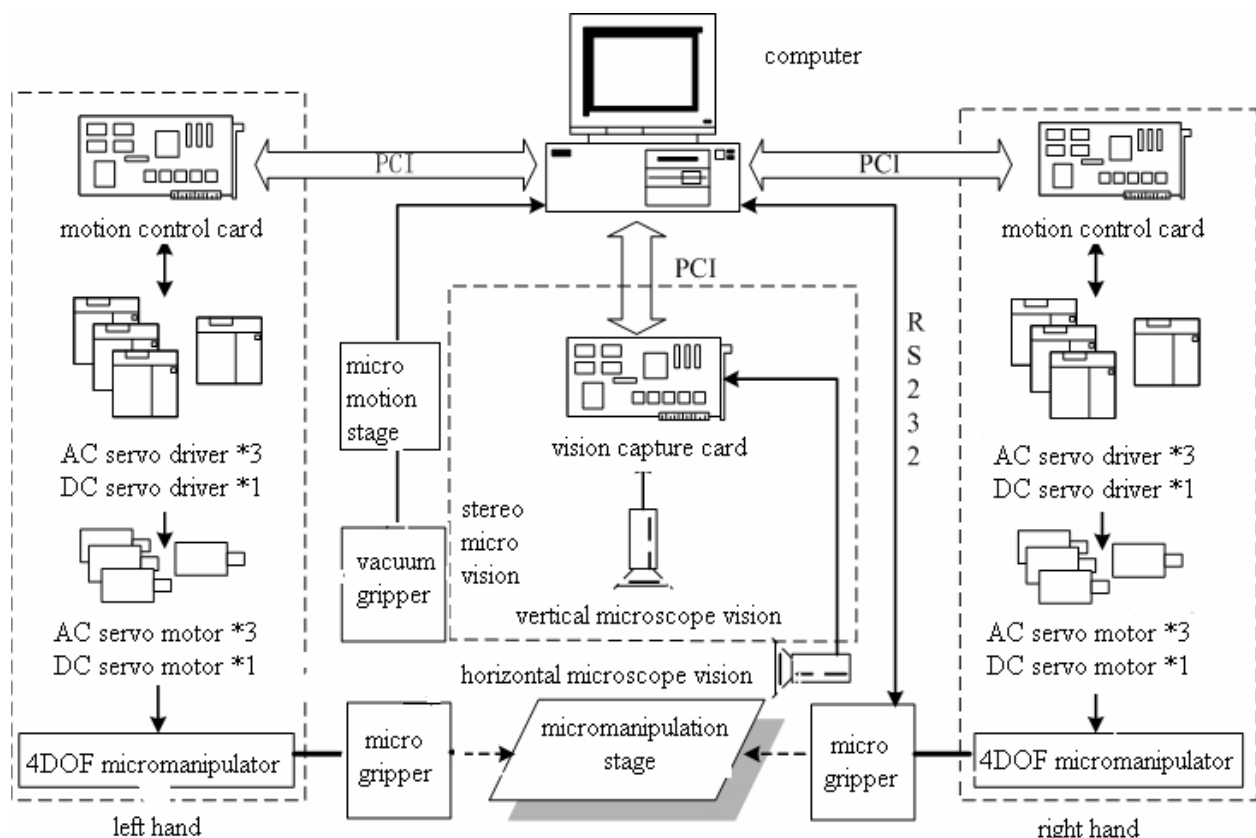 computer
motion control card
PCI
PCI
motion control card
PCI
RS232
micro
motion
stage
vision capture card
AC servo driver *3
DC servo driver *1
AC servo driver *3
DC servo driver *1
vacuum
gripper
stereo
micro
vision
vertical microscope vision
AC servo motor *3
DC servo motor *1
AC servo motor *3
DC servo motor *1
horizontal microscope vision
4DOF micromanipulator
micro
gripper
micromanipulation
stage
micro
gripper
4DOF micromanipulator
left hand
right hand